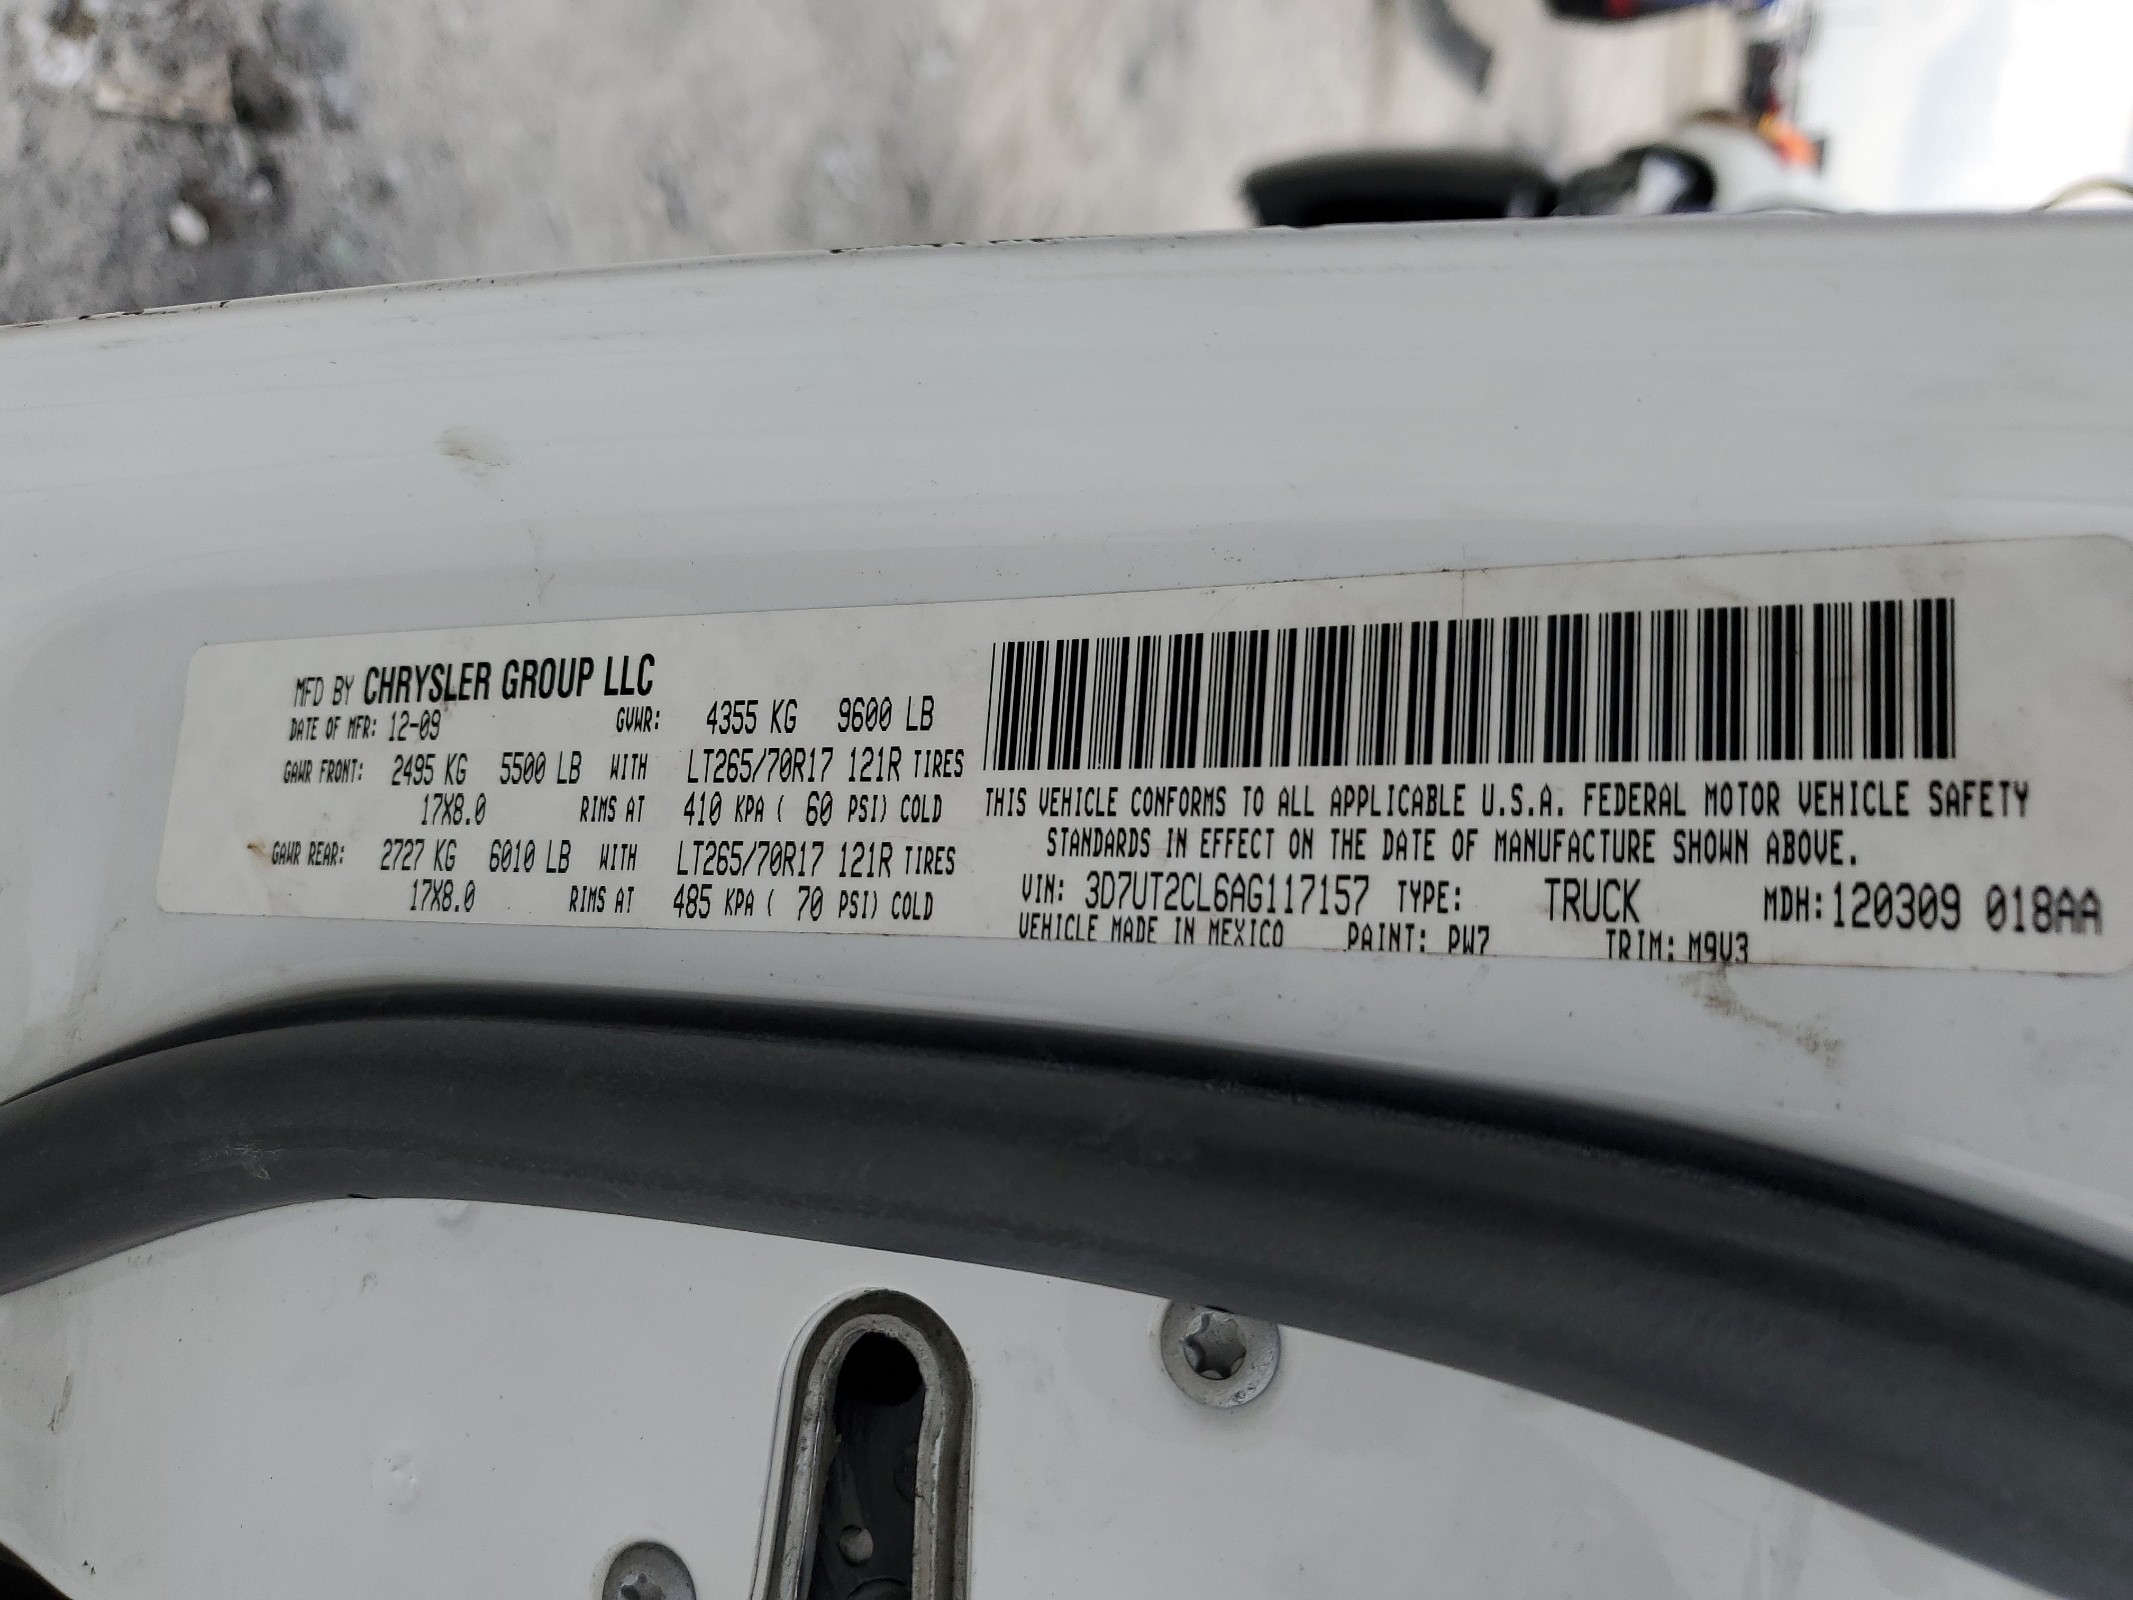 MFD BY CHRYSLER GROUP LLC
DATE OF MFR: 12-09 GVWR: 4355 KG 9600 LB
GAWR FRONT: 2495 KG 5500 LB WITH LT265/70R17 121R TIRES
17X8.0 RIMS AT 410 KPA ( 60 PSI) COLD
GAWR REAR: 2727 KG 6010 LB WITH LT265/70R17 121R TIRES
17X8.0 RIMS AT 485 KPA ( 70 PSI) COLD
THIS VEHICLE CONFORMS TO ALL APPLICABLE U.S.A. FEDERAL MOTOR VEHICLE SAFETY
STANDARDS IN EFFECT ON THE DATE OF MANUFACTURE SHOWN ABOVE.
VIN: 3D7UT2CL6AG117157 TYPE: TRUCK MDH: 120309 018AA
VEHICLE MADE IN MEXICO PAINT: PW7 TRIM: M9V3